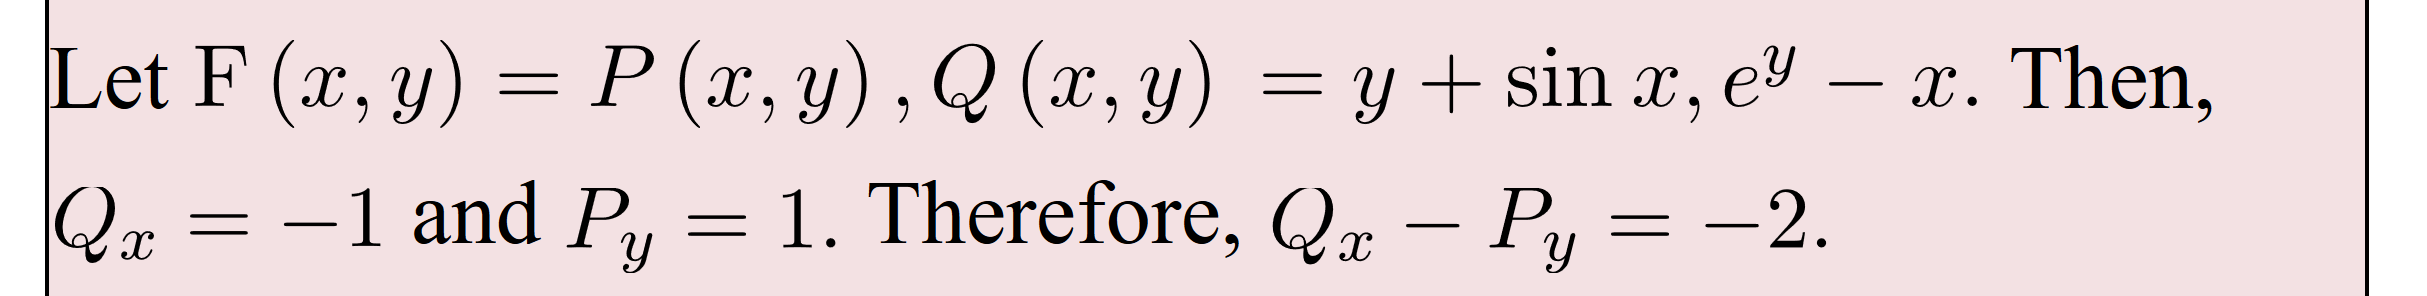 Let F (x, y) = P (x, y) , Q (x, y) = y + sin x, e^y − x. Then,
Q_x = −1 and P_y = 1. Therefore, Q_x − P_y = −2.